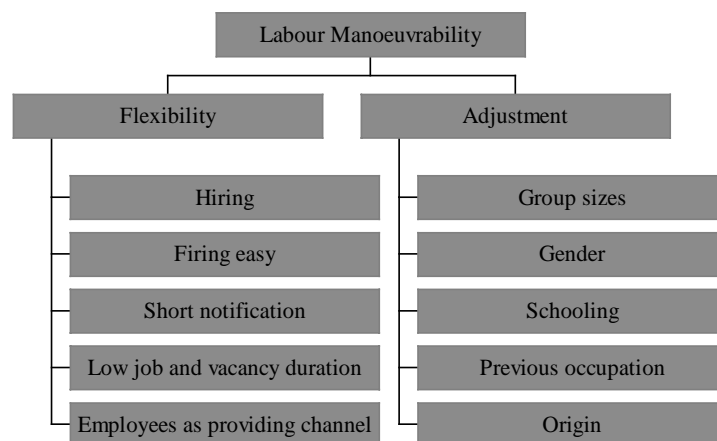 Labour Manoeuvrability
Flexibility
Adjustment
Hiring
Firing easy
Short notification
Low job and vacancy duration
Employees as providing channel
Group sizes
Gender
Schooling
Previous occupation
Origin